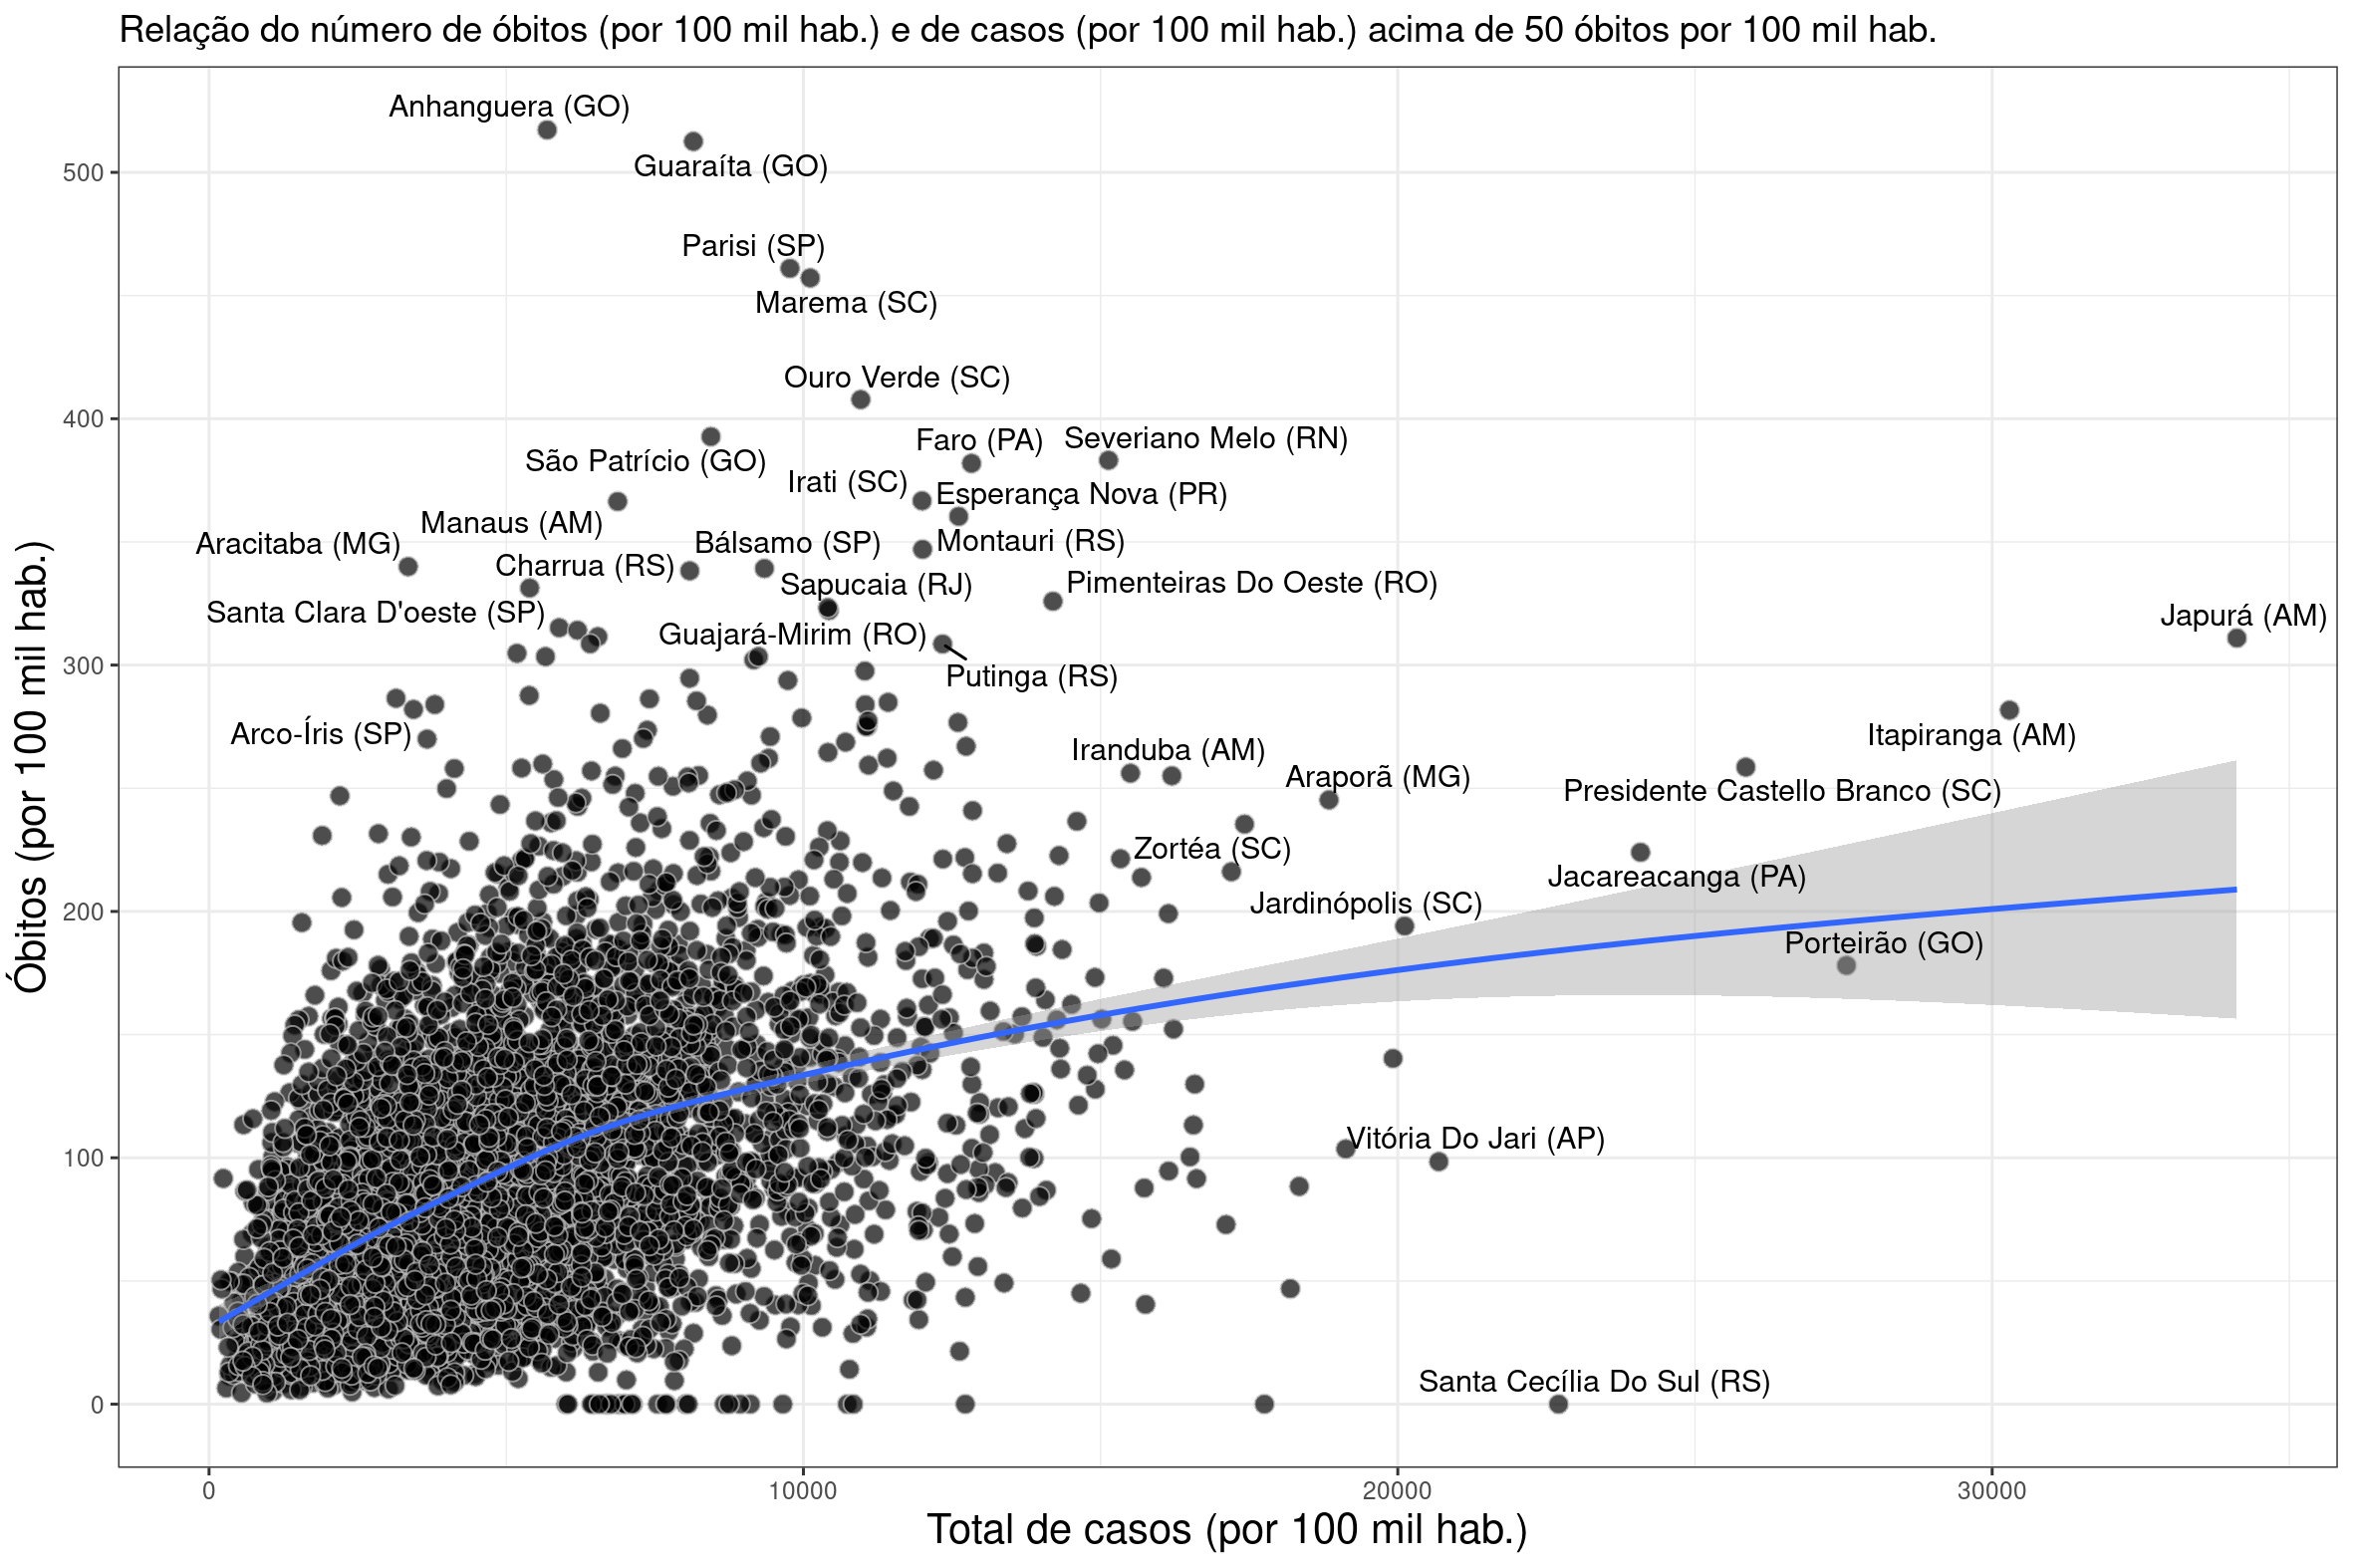 Relação do número de óbitos (por 100 mil hab.) e de casos (por 100 mil hab.) acima de 50 óbitos por 100 mil hab.
Anhanguera (GO)
Guaraíta (GO)
500
Parisi (SP)
Marema (SC)
Ouro Verde (SC)
400
Faro (PA)
Severiano Melo (RN)
São Patrício (GO)
Irati (SC)
Esperança Nova (PR)
Manaus (AM)
Aracitaba (MG)
Bálsamo (SP)
Montauri (RS)
Charrua (RS)
Sapucaia (RJ)
Pimenteiras Do Oeste (RO)
Santa Clara D'oeste (SP)
Japurá (AM)
Guajará-Mirim (RO)
300
Putinga (RS)
Arco-Íris (SP)
Itapiranga (AM)
Iranduba (AM)
Araporã (MG)
Presidente Castello Branco (SC)
Zortéa (SC)
Jacareacanga (PA)
Jardinópolis (SC)
200
Porteirão (GO)
Vitória Do Jari (AP)
100
Santa Cecília Do Sul (RS)
0
Óbitos (por 100 mil hab.)
0
10000
20000
30000
Total de casos (por 100 mil hab.)